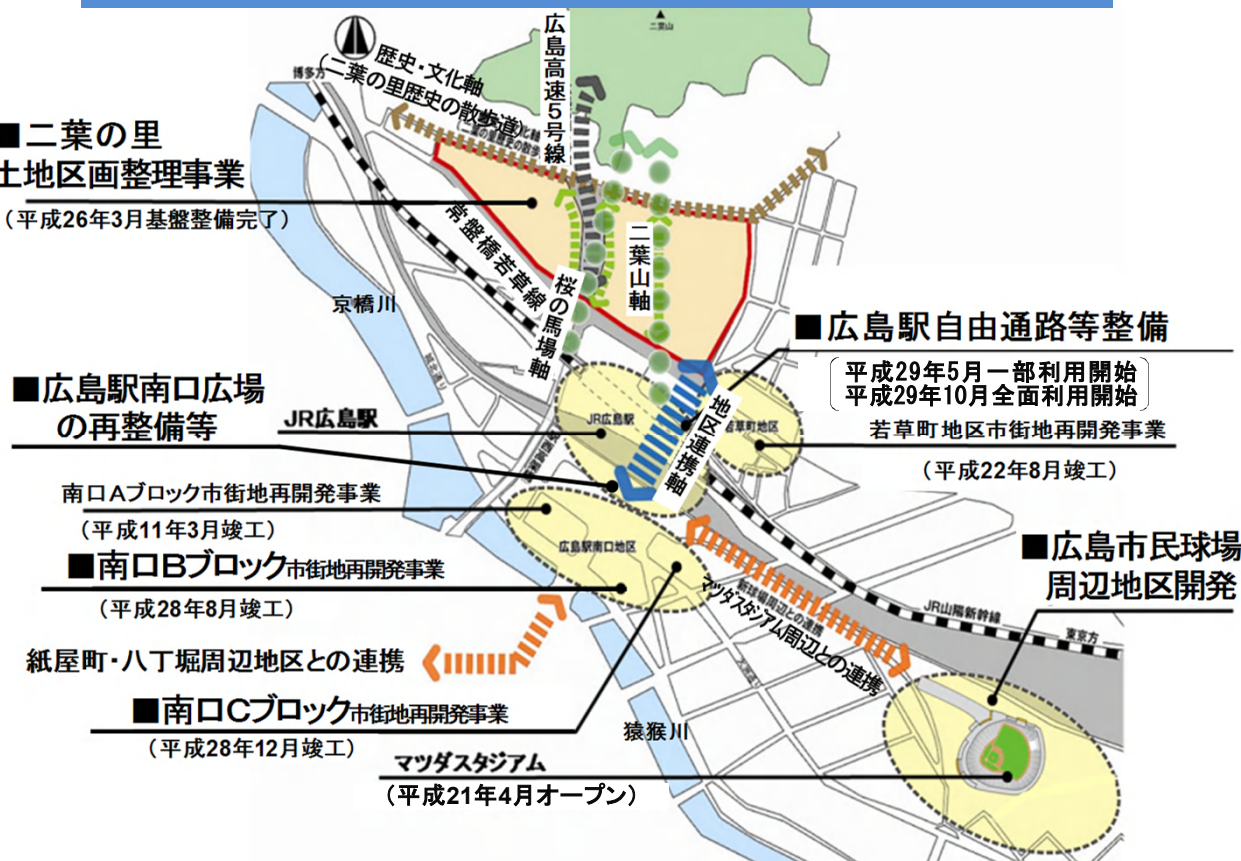 二葉山
広島高速5号線
歴史・文化軸
(二葉の里歴史の散歩道)
博多方
■二葉の里
土地区画整理事業
(平成26年3月基盤整備完了)
常盤橋若草線
桜の馬場軸
二葉山軸
京橋川
城北通り
■広島駅自由通路等整備
平成29年5月一部利用開始
平成29年10月全面利用開始
■広島駅南口広場
の再整備等
JR広島駅
JR広島駅
地区連携軸
若草町地区
若草町地区市街地再開発事業
(平成22年8月竣工)
南口Aブロック市街地再開発事業
(平成11年3月竣工)
広島駅南口地区
■南口Bブロック市街地再開発事業
(平成28年8月竣工)
■広島市民球場
周辺地区開発
新球場周辺との連携
マツダスタジアム周辺との連携
JR山陽新幹線
東京方
紙屋町・八丁堀周辺地区との連携
■南口Cブロック市街地再開発事業
(平成28年12月竣工)
猿猴川
マツダスタジアム
(平成21年4月オープン)